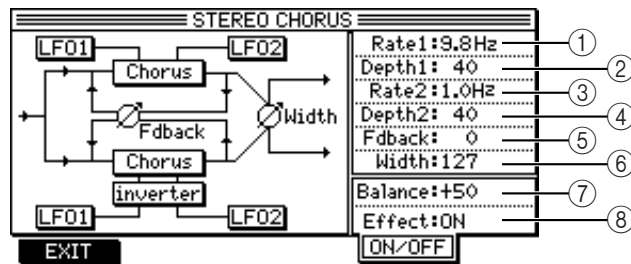 STEREO CHORUS
LFO1 LFO2
Chorus
Fdback
Width
Chorus
inverter
LFO1 LFO2
Rate1:9.8Hz ①
Depth1: 40 ②
Rate2:1.0Hz ③
Depth2: 40 ④
Fdback: 0 ⑤
Width:127 ⑥
Balance:+50 ⑦
Effect:ON ⑧
EXIT
ON/OFF